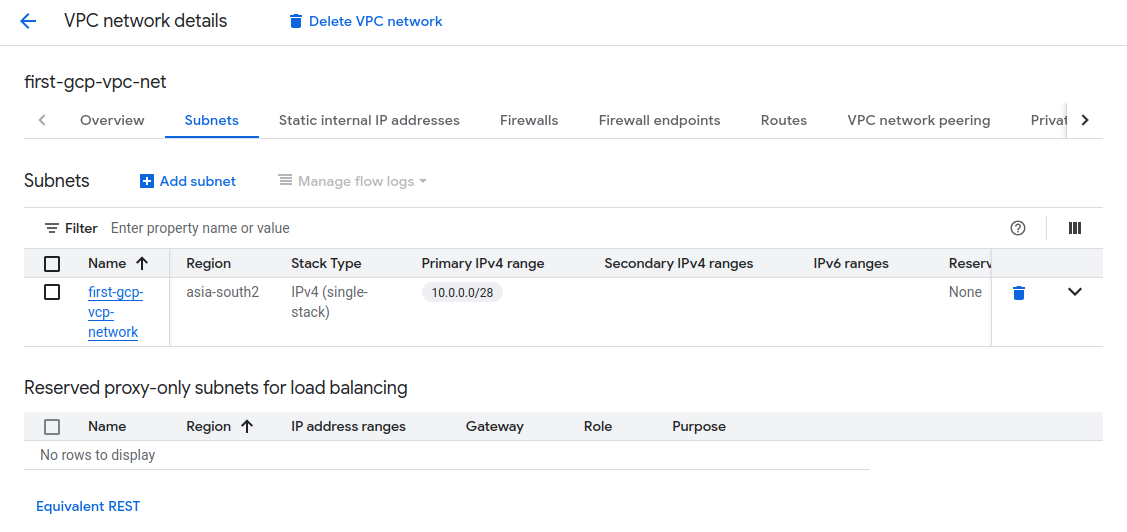 VPC network details Delete VPC network
first-gcp-vpc-net
Overview Subnets Static internal IP addresses Firewalls Firewall endpoints Routes VPC network peering Privat
Subnets Add subnet Manage flow logs
Filter Enter property name or value
Name Region Stack Type Primary IPv4 range Secondary IPv4 ranges IPv6 ranges Reserv
first-gcp- asia-south2 IPv4 (single- 10.0.0.0/28 None
vcp- stack)
network
Reserved proxy-only subnets for load balancing
Name Region IP address ranges Gateway Role Purpose
No rows to display
Equivalent REST